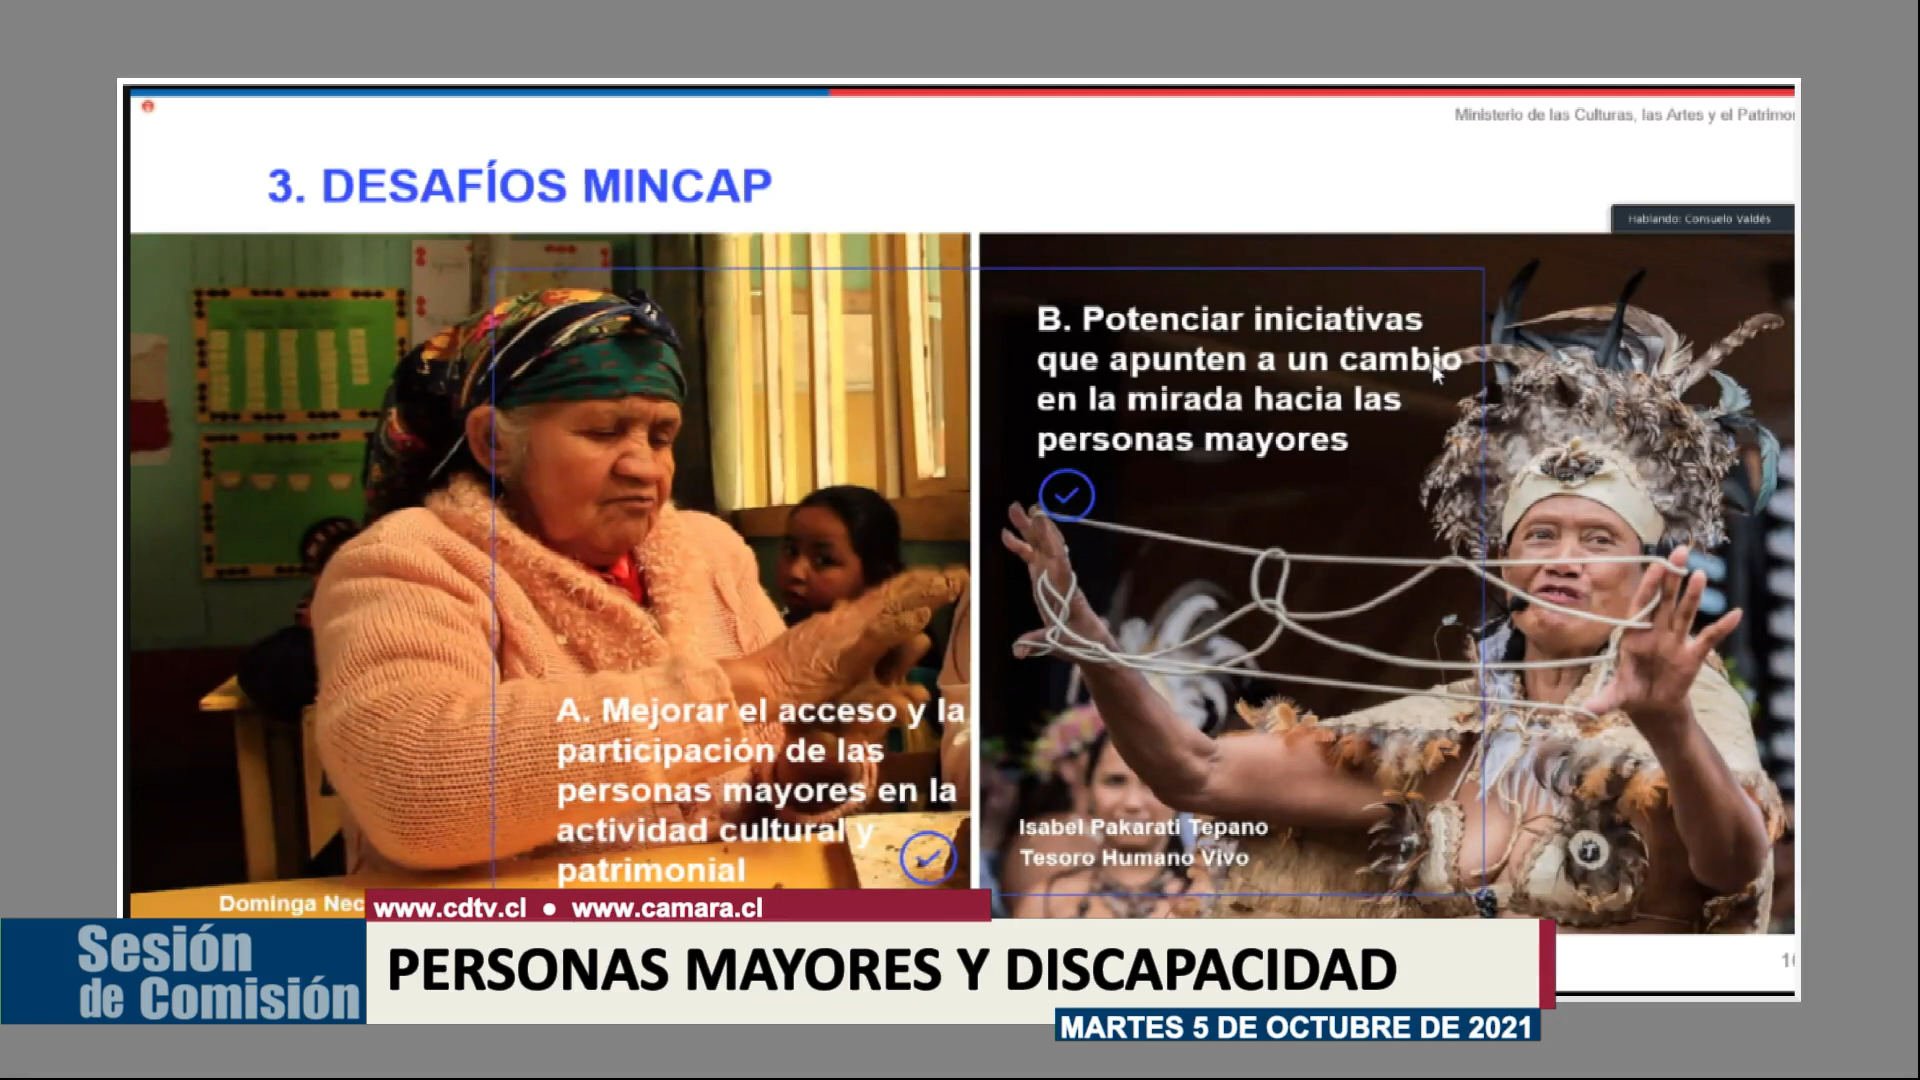 Ministerio de las Culturas, las Artes y el
3. DESAFÍOS MINCAP
Hablando: Consuelo Valdés
B. Potenciar iniciativas
que apunten a un cambio
en la mirada hacia las
personas mayores
A. Mejorar el acceso y la
participación de las
personas mayores en la
actividad cultural y
patrimonial
Isabel Pakarati Tepano
Tesoro Humano Vivo
Dominga
www.cdtv.cl • www.camara.cl
Sesión
de Comisión
PERSONAS MAYORES Y DISCAPACIDAD
MARTES 5 DE OCTUBRE DE 2021